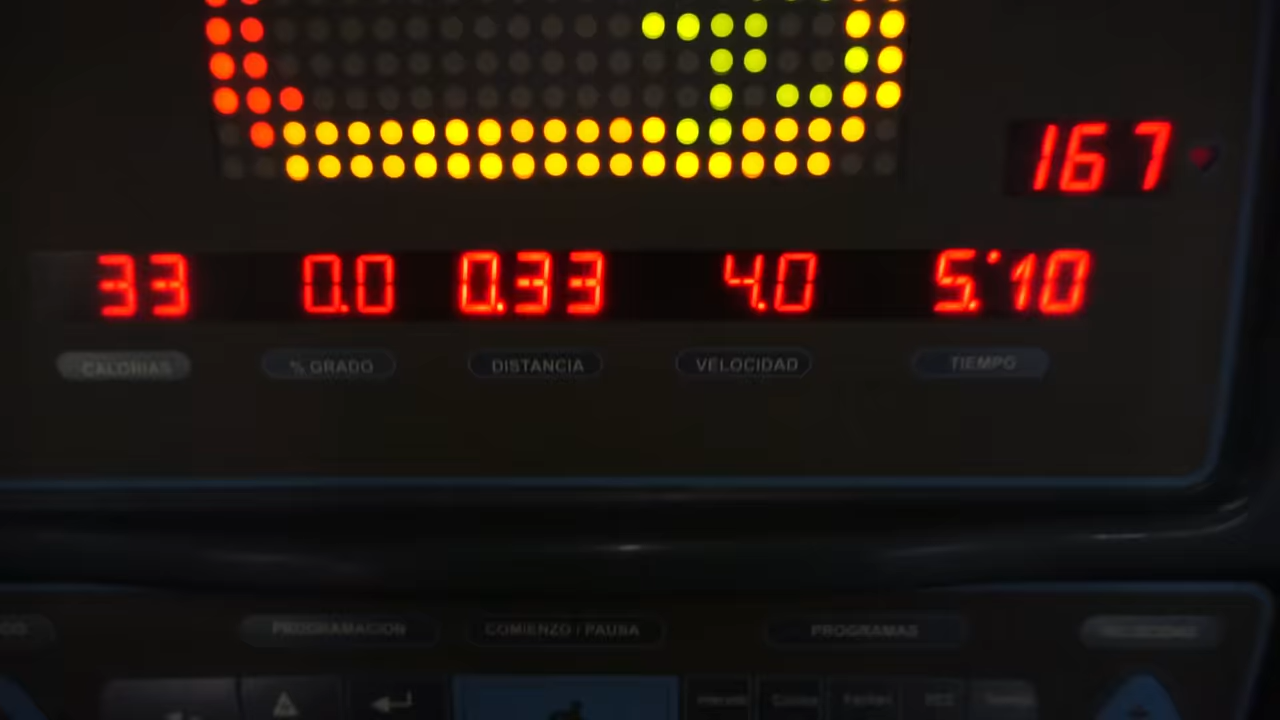 167
33 0.0 0.33 4.0 5:10
CALORIAS % GRADO DISTANCIA VELOCIDAD TIEMPO
PROGRAMACION COMIENZO / PAUSA PROGRAMAS